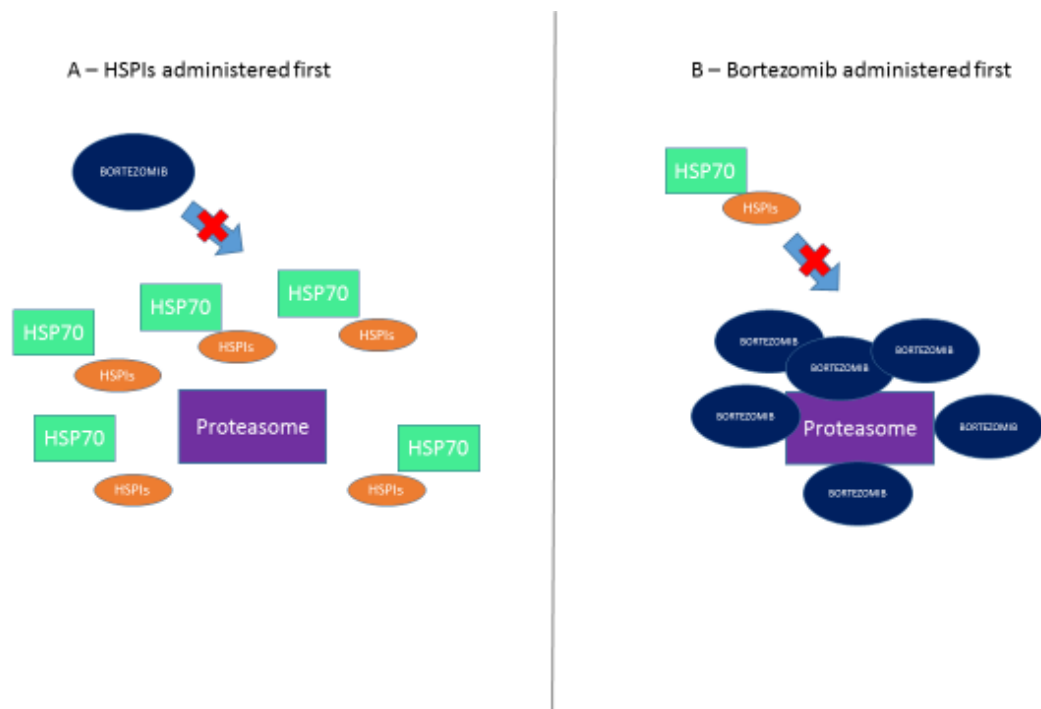 A – HSPIs administered first
B – Bortezomib administered first
BORTEZOMIB
HSP70
HSPIs
HSP70
HSPIs
HSP70
HSPIs
HSP70
HSPIs
Proteasome
HSP70
HSPIs
HSP70
HSPIs
BORTEZOMIB
BORTEZOMIB
BORTEZOMIB
BORTEZOMIB
Proteasome
BORTEZOMIB
BORTEZOMIB